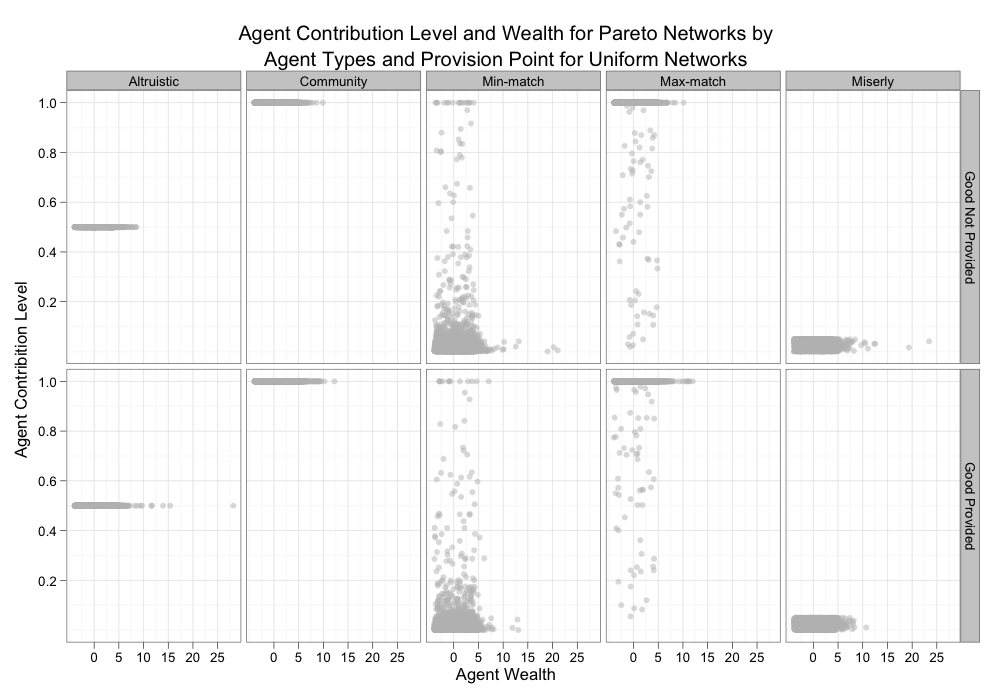 Agent Contribution Level and Wealth for Pareto Networks by
Agent Types and Provision Point for Uniform Networks
Altruistic Community Min-match Max-match Miserly
1.0
0.8
0.6
0.4
0.2
Good Not Provided
Agent Contribition Level
1.0
0.8
0.6
0.4
0.2
Good Provided
0 5 10 15 20 25 0 5 10 15 20 25 0 5 10 15 20 25 0 5 10 15 20 25 0 5 10 15 20 25
Agent Wealth